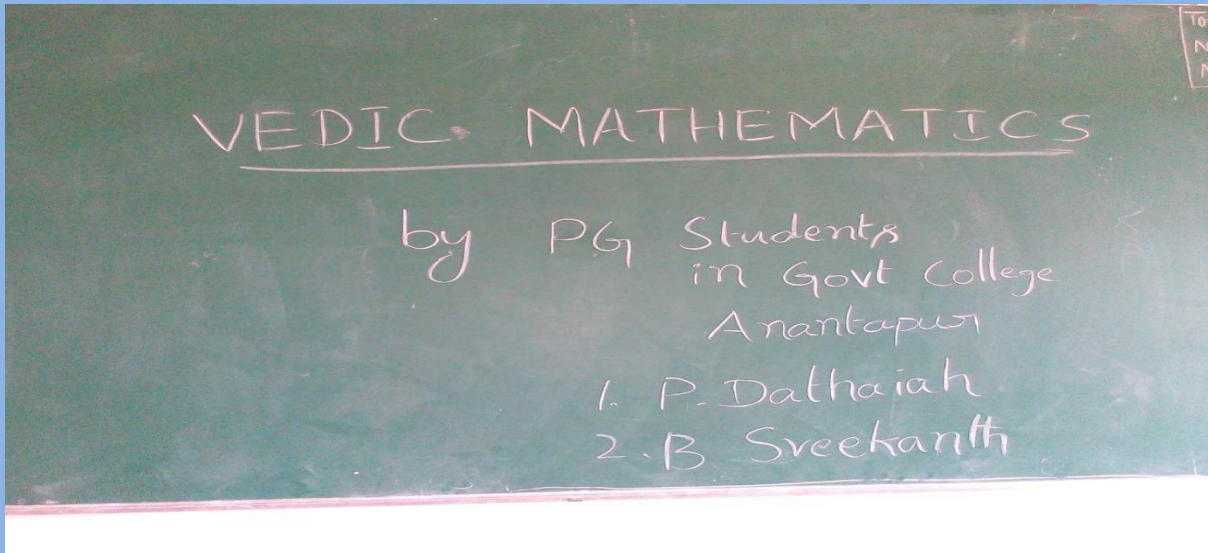 VEDIC. MATHEMATICS
by PG Students
in Govt College
Anantapur
1. P. Dathaiah
2. B Sreekanth